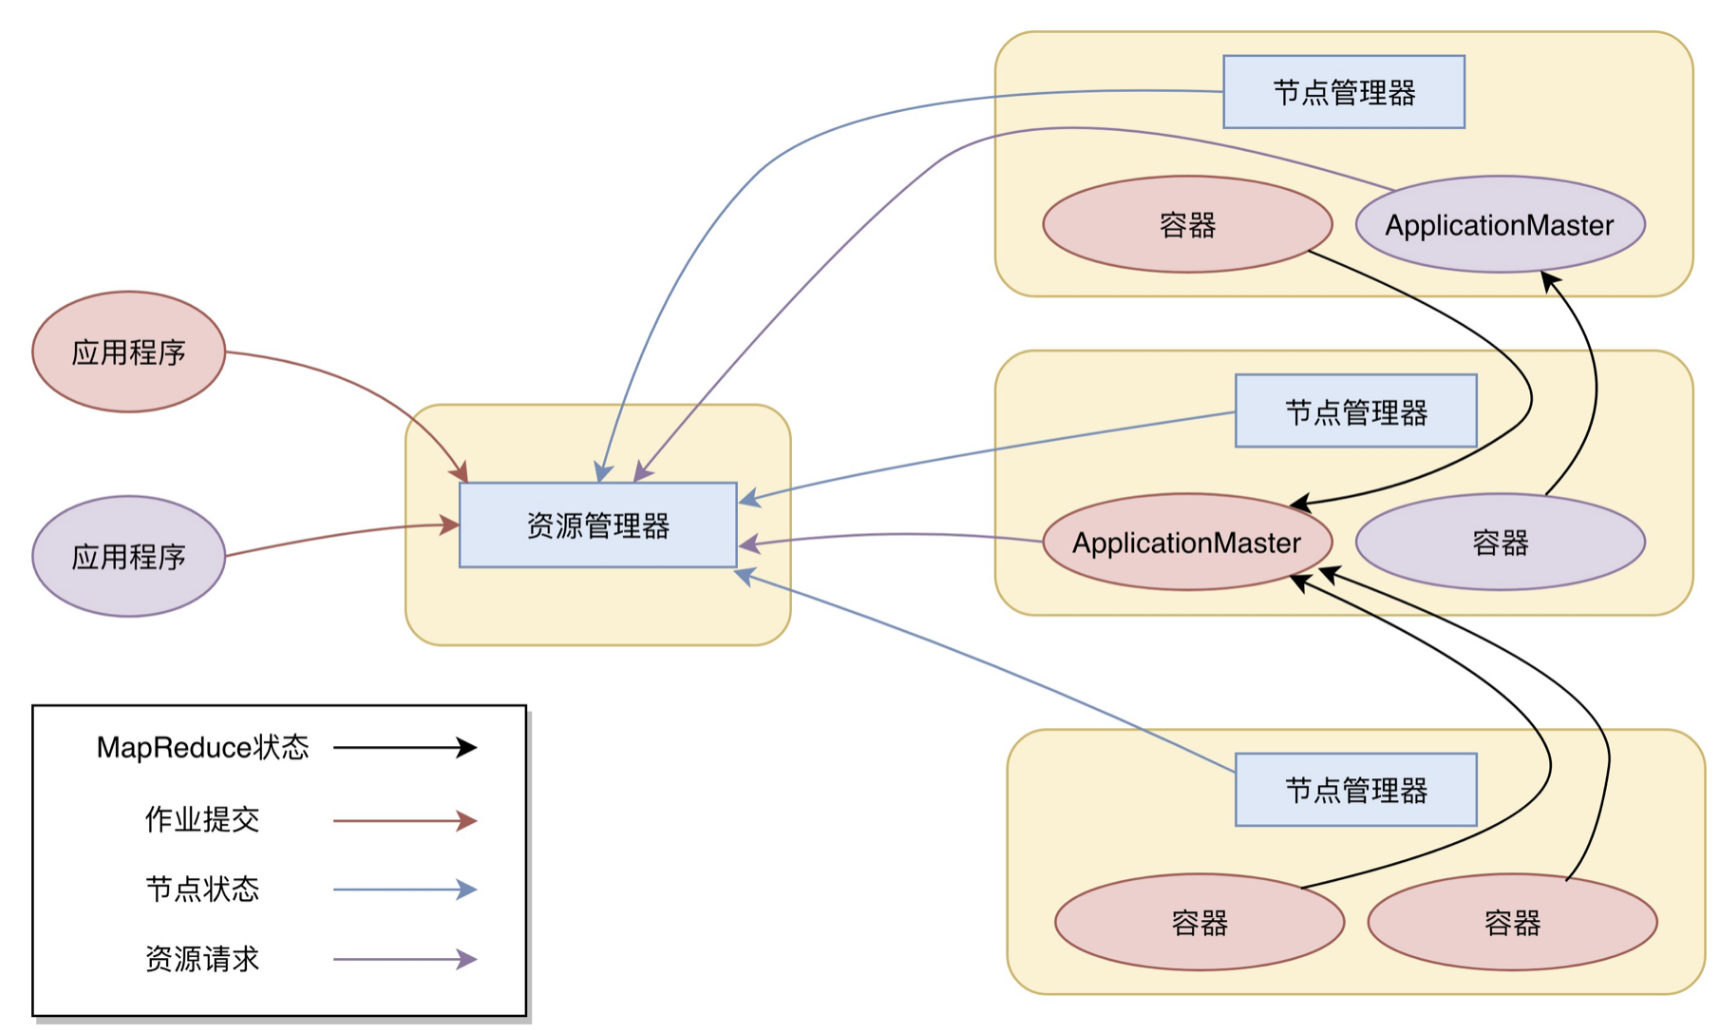 节点管理器
容器
ApplicationMaster
应用程序
节点管理器
应用程序
资源管理器
ApplicationMaster
容器
MapReduce状态
作业提交
节点状态
资源请求
节点管理器
容器
容器